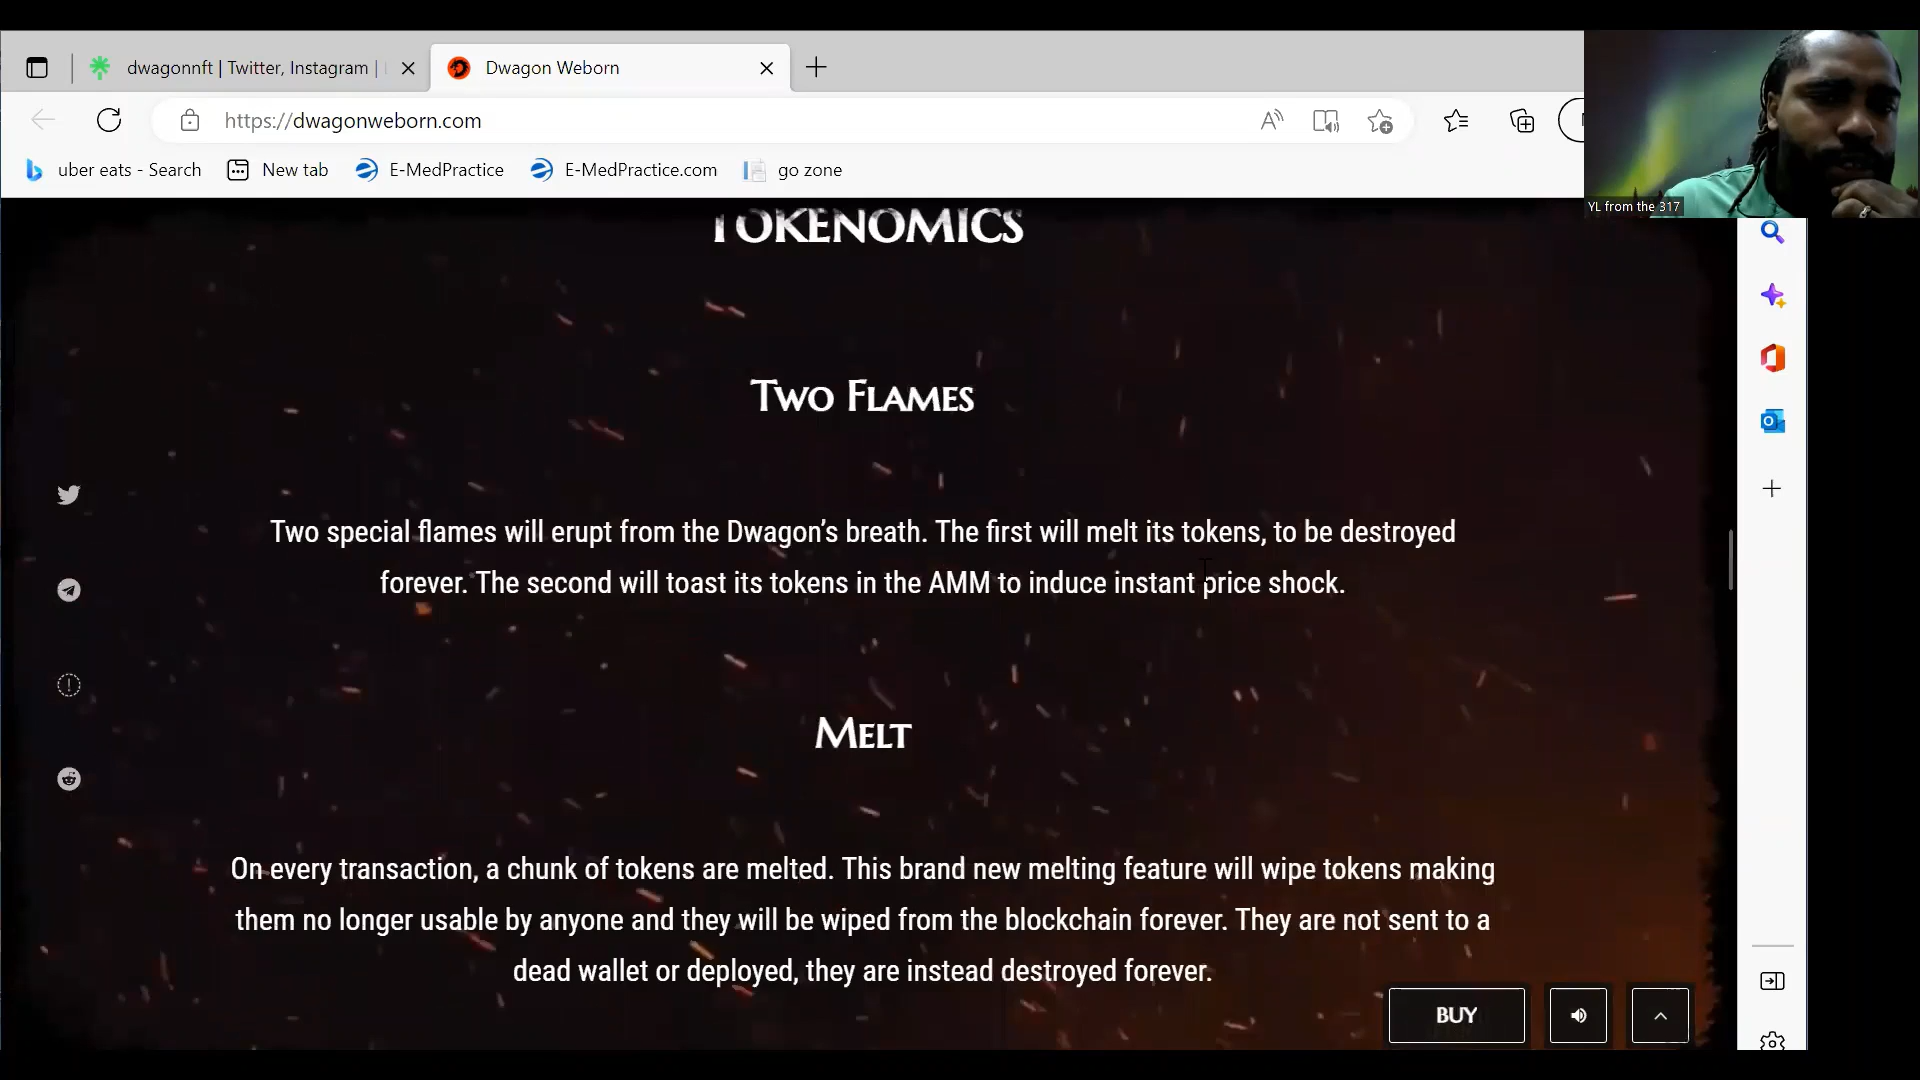 dwagonnft | Twitter, Instagram |
Dwagon Weborn
https://dwagonweborn.com
uber eats - Search
New tab
E-MedPractice
E-MedPractice.com
go zone
YL from the 317
TOKENOMICS
TWO FLAMES
Two special flames will erupt from the Dwagon’s breath. The first will melt its tokens, to be destroyed
forever. The second will toast its tokens in the AMM to induce instant price shock.
MELT
On every transaction, a chunk of tokens are melted. This brand new melting feature will wipe tokens making
them no longer usable by anyone and they will be wiped from the blockchain forever. They are not sent to a
dead wallet or deployed, they are instead destroyed forever.
BUY